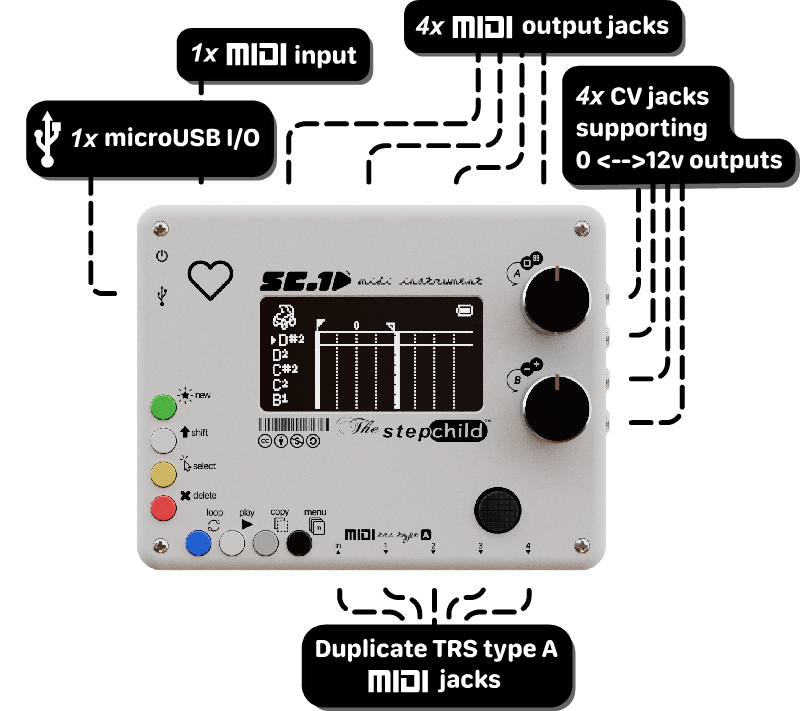 4x MIDI output jacks
1x MIDI input
1x microUSB I/O
4x CV jacks
supporting
0 <-->12v outputs
SC.1 midi instrument
A
0
D#2
D2
C#2
C2
B1
B
The stepchild™
new
shift
select
delete
loop play copy menu
MIDI trs type A
in 1 2 3 4
Duplicate TRS type A
MIDI jacks